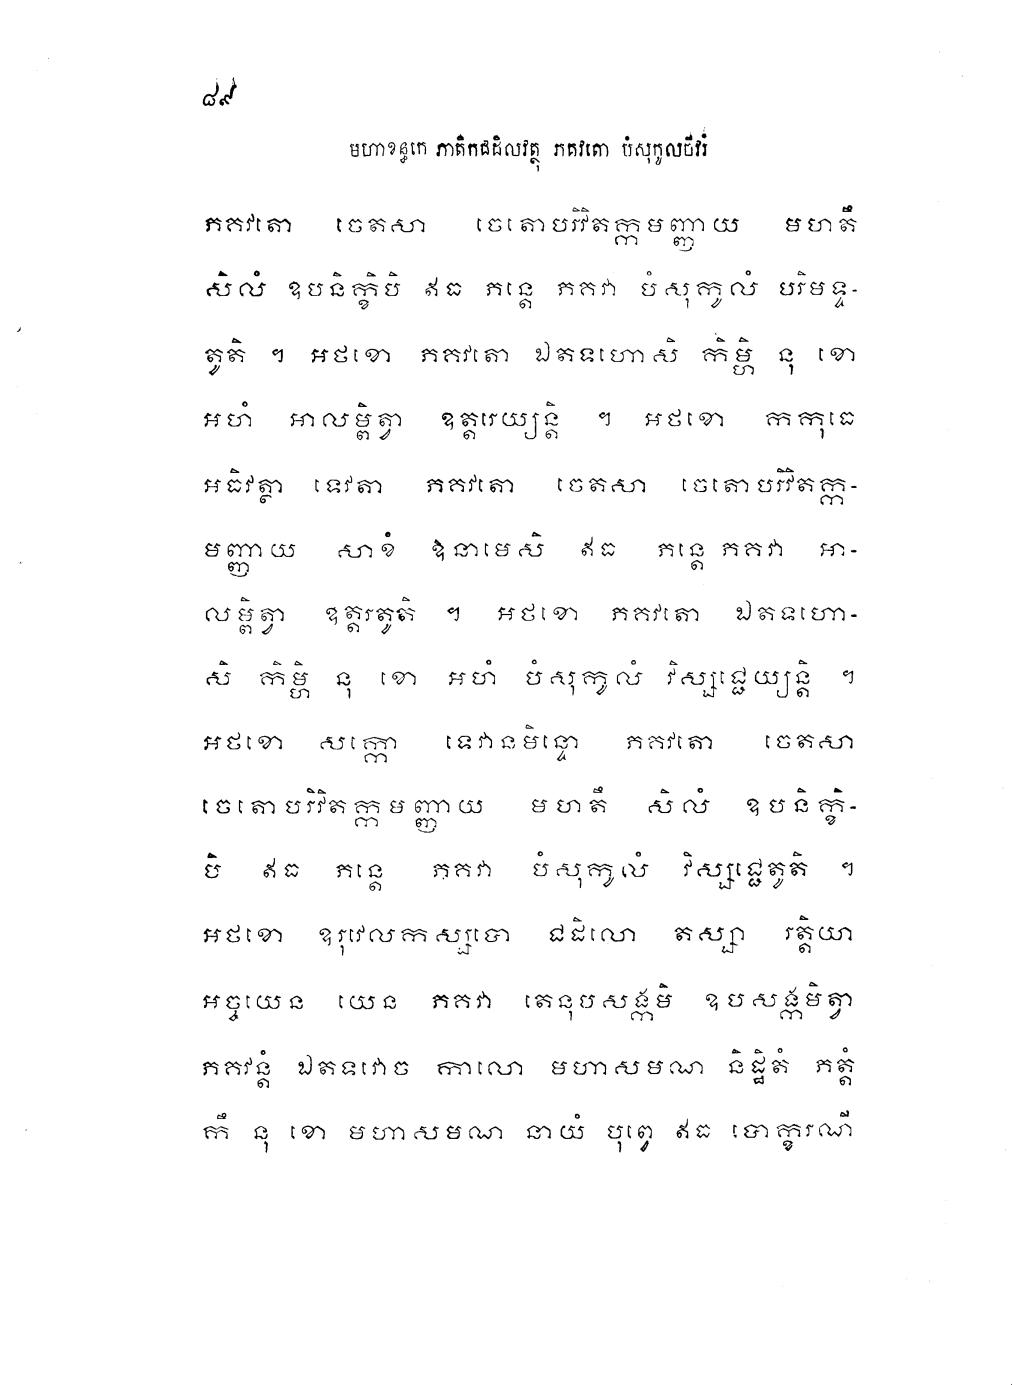 ៨៩
មហាខន្ធកេ ភាតិកជដិលវត្ថុ ភគវតោ បំសុកូលចីវរំ
ភគវតោ ចេតសា ចេតោបរិវិតក្កមញ្ញាយ មហតឹ
សិលំ ឧបនិក្ខិបិ ឥធ ភន្តេ ភគវា បំសុកូលំ បរិមទ្ទ-
តូតិ ។ អថខោ ភគវតោ ឯតទហោសិ កិម្ហិ នុ ខោ
អហំ អាលម្ពិត្វា ឧត្តរេយ្យន្តិ ។ អថខោ កកុធេ
អធិវត្ថា ទេវតា ភគវតោ ចេតសា ចេតោបរិវិតក្ក-
មញ្ញាយ សាខំ ឱនាមេសិ ឥធ ភន្តេ ភគវា អា-
លម្ពិត្វា ឧត្តរតូតិ ។ អថខោ ភគវតោ ឯតទហោ-
សិ កិម្ហិ នុ ខោ អហំ បំសុកូលំ វិស្សជ្ជេយ្យន្តិ ។
អថខោ សក្កោ ទេវានមិន្ទោ ភគវតោ ចេតសា
ចេតោបរិវិតក្កមញ្ញាយ មហតឹ សិលំ ឧបនិក្ខិ-
បិ ឥធ ភន្តេ ភគវា បំសុកូលំ វិស្សជ្ជេតូតិ ។
អថខោ ឧរុវេលកស្សបោ ជដិលោ តស្សា រត្តិយា
អច្ចយេន យេន ភគវា តេនុបសង្កមិ ឧបសង្កមិត្វា
ភគវន្តំ ឯតទវោច កាលោ មហាសមណ និដ្ឋិតំ ភត្តំ
កឹ នុ ខោ មហាសមណ នាយំ បុព្វេ ឥធ បោក្ខរណី